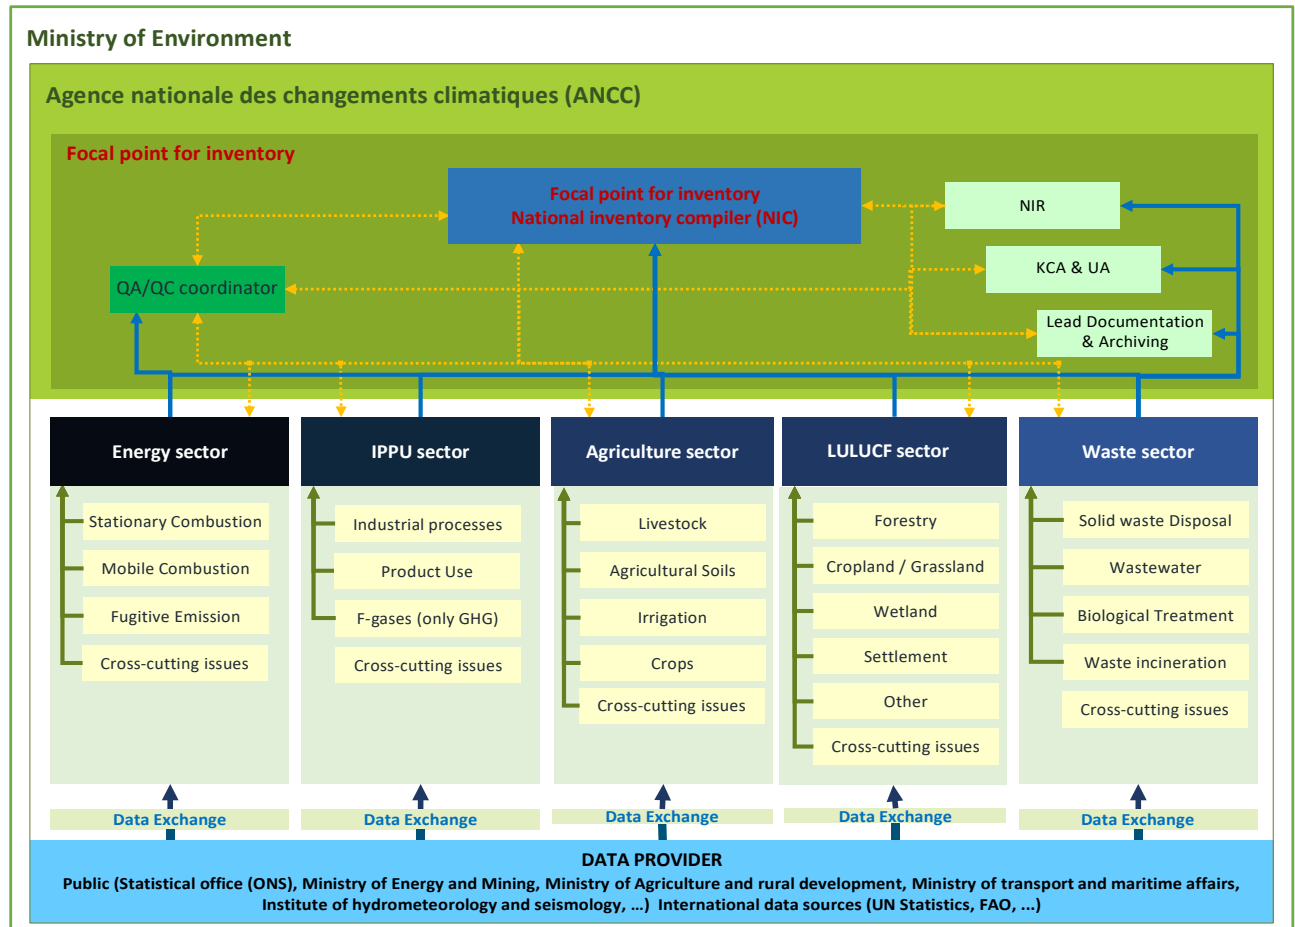 Ministry of Environment
Agence nationale des changements climatiques (ANCC)
Focal point for inventory
Focal point for inventory
National inventory compiler (NIC)
NIR
KCA & UA
QA/QC coordinator
Lead Documentation
& Archiving
Energy sector
Stationary Combustion
Mobile Combustion
Fugitive Emission
Cross-cutting issues
IPPU sector
Industrial processes
Product Use
F-gases (only GHG)
Cross-cutting issues
Agriculture sector
Livestock
Agricultural Soils
Irrigation
Crops
Cross-cutting issues
LULUCF sector
Forestry
Cropland / Grassland
Wetland
Settlement
Other
Cross-cutting issues
Waste sector
Solid waste Disposal
Wastewater
Biological Treatment
Waste incineration
Cross-cutting issues
Data Exchange
Data Exchange
Data Exchange
Data Exchange
Data Exchange
DATA PROVIDER
Public (Statistical office (ONS), Ministry of Energy and Mining, Ministry of Agriculture and rural development, Ministry of transport and maritime affairs,
Institute of hydrometeorology and seismology, …) International data sources (UN Statistics, FAO, ...)